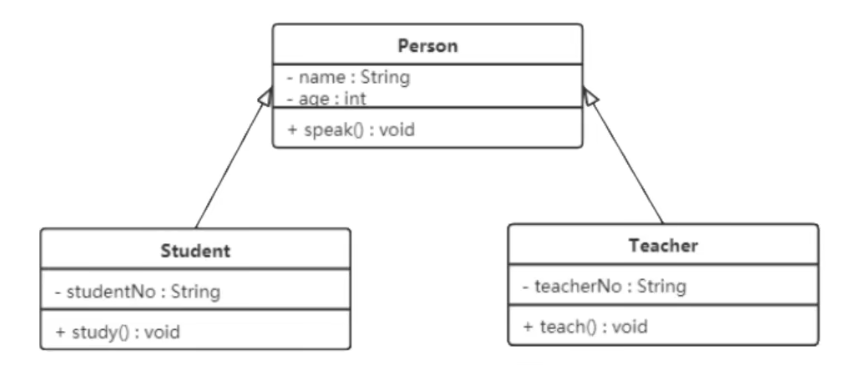 Person
- name : String
- age : int
+ speak() : void
Student
- studentNo : String
+ study() : void
Teacher
- teacherNo : String
+ teach() : void